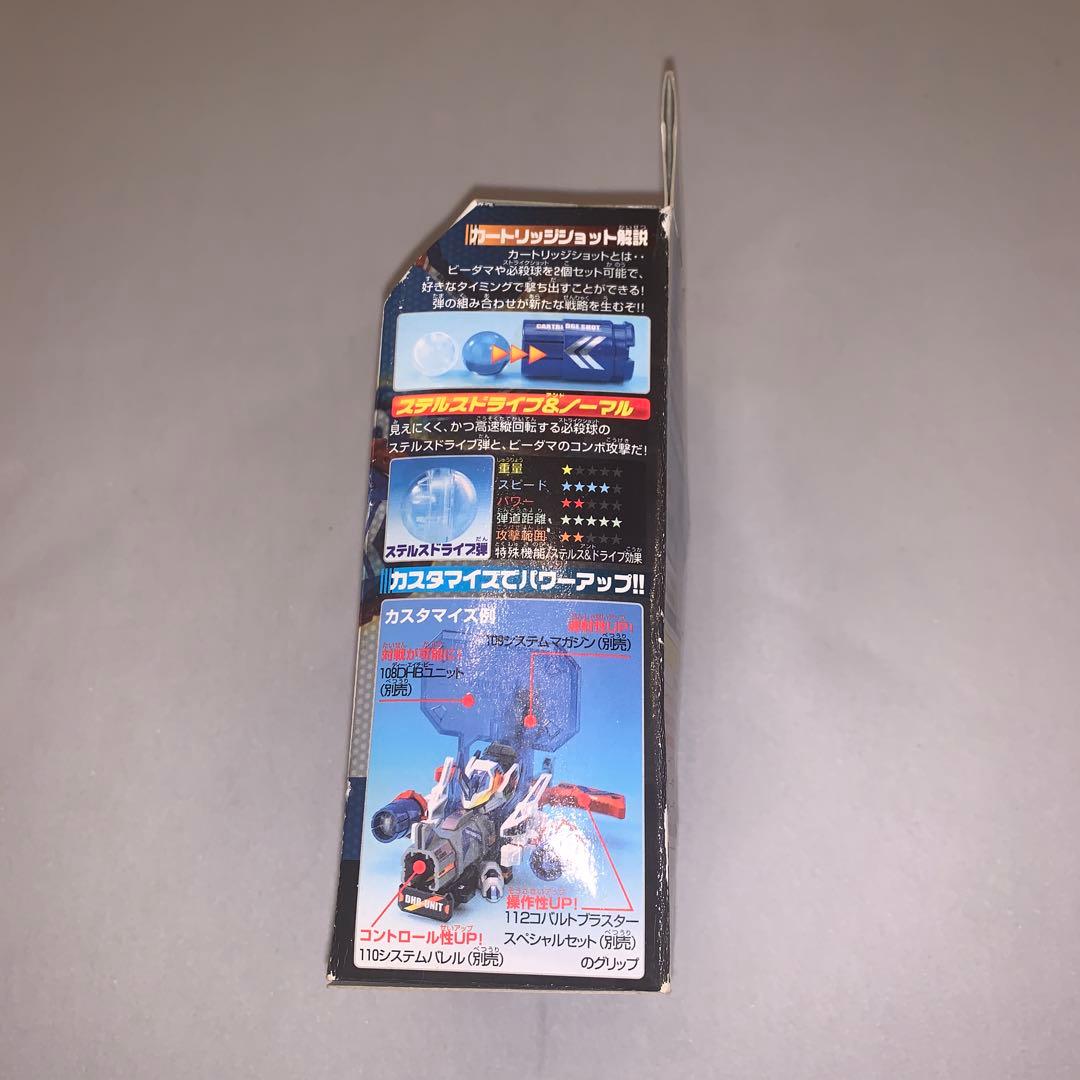 カートリッジショット解説
カートリッジショットとは‥
ビーダマや必殺球を2個セット可能で、
好きなタイミングで撃ち出すことができる!
弾の組み合わせが新たな戦略を生むぞ!!
ステルスドライブ&ノーマル
見えにくく、かつ高速縦回転する必殺球の
ステルスドライブ弾と、ビーダマのコンボ攻撃だ!
重量 ★★★★★
スピード ★★★★★
パワー ★★★★★
弾道距離 ★★★★★
攻撃範囲 ★★★★★
特殊機能/ステルス&ドライブ効果
ステルスドライブ弾
カスタマイズでパワーアップ!!
カスタマイズ例
連射性UP!
109システムマガジン(別売)
対戦が可能に!
108DHBユニット
(別売)
DHB UNIT
操作性UP!
112コバルトブラスター
スペシャルセット(別売)
のグリップ
コントロール性UP!
110システムバレル(別売)